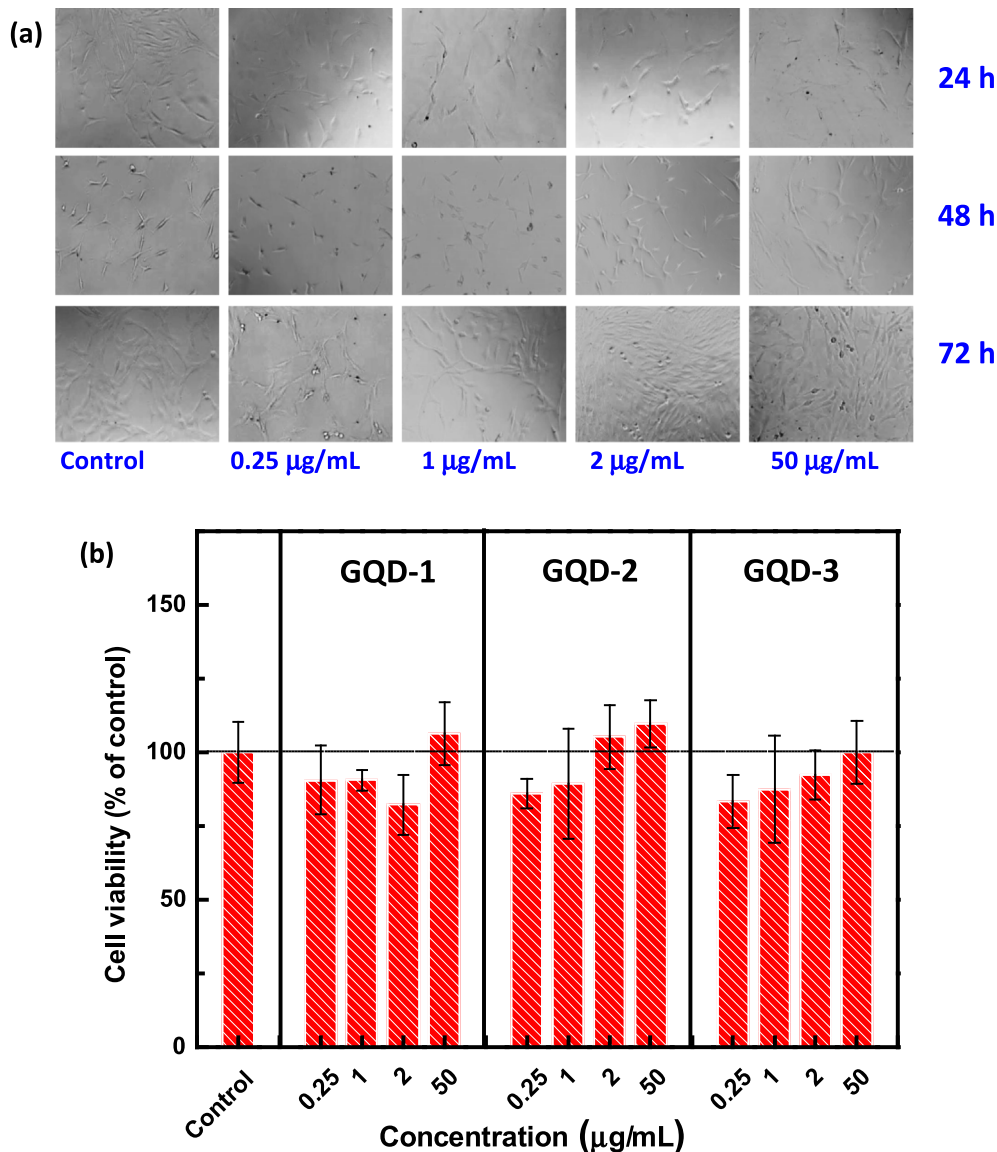 (a)
24 h
48 h
72 h
Control 0.25 μg/mL 1 μg/mL 2 μg/mL 50 μg/mL
(b)
GQD-1 GQD-2 GQD-3
150
100
50
0
Cell viability (% of control)
Control 0.25 1 2 50 0.25 1 2 50 0.25 1 2 50
Concentration (μg/mL)